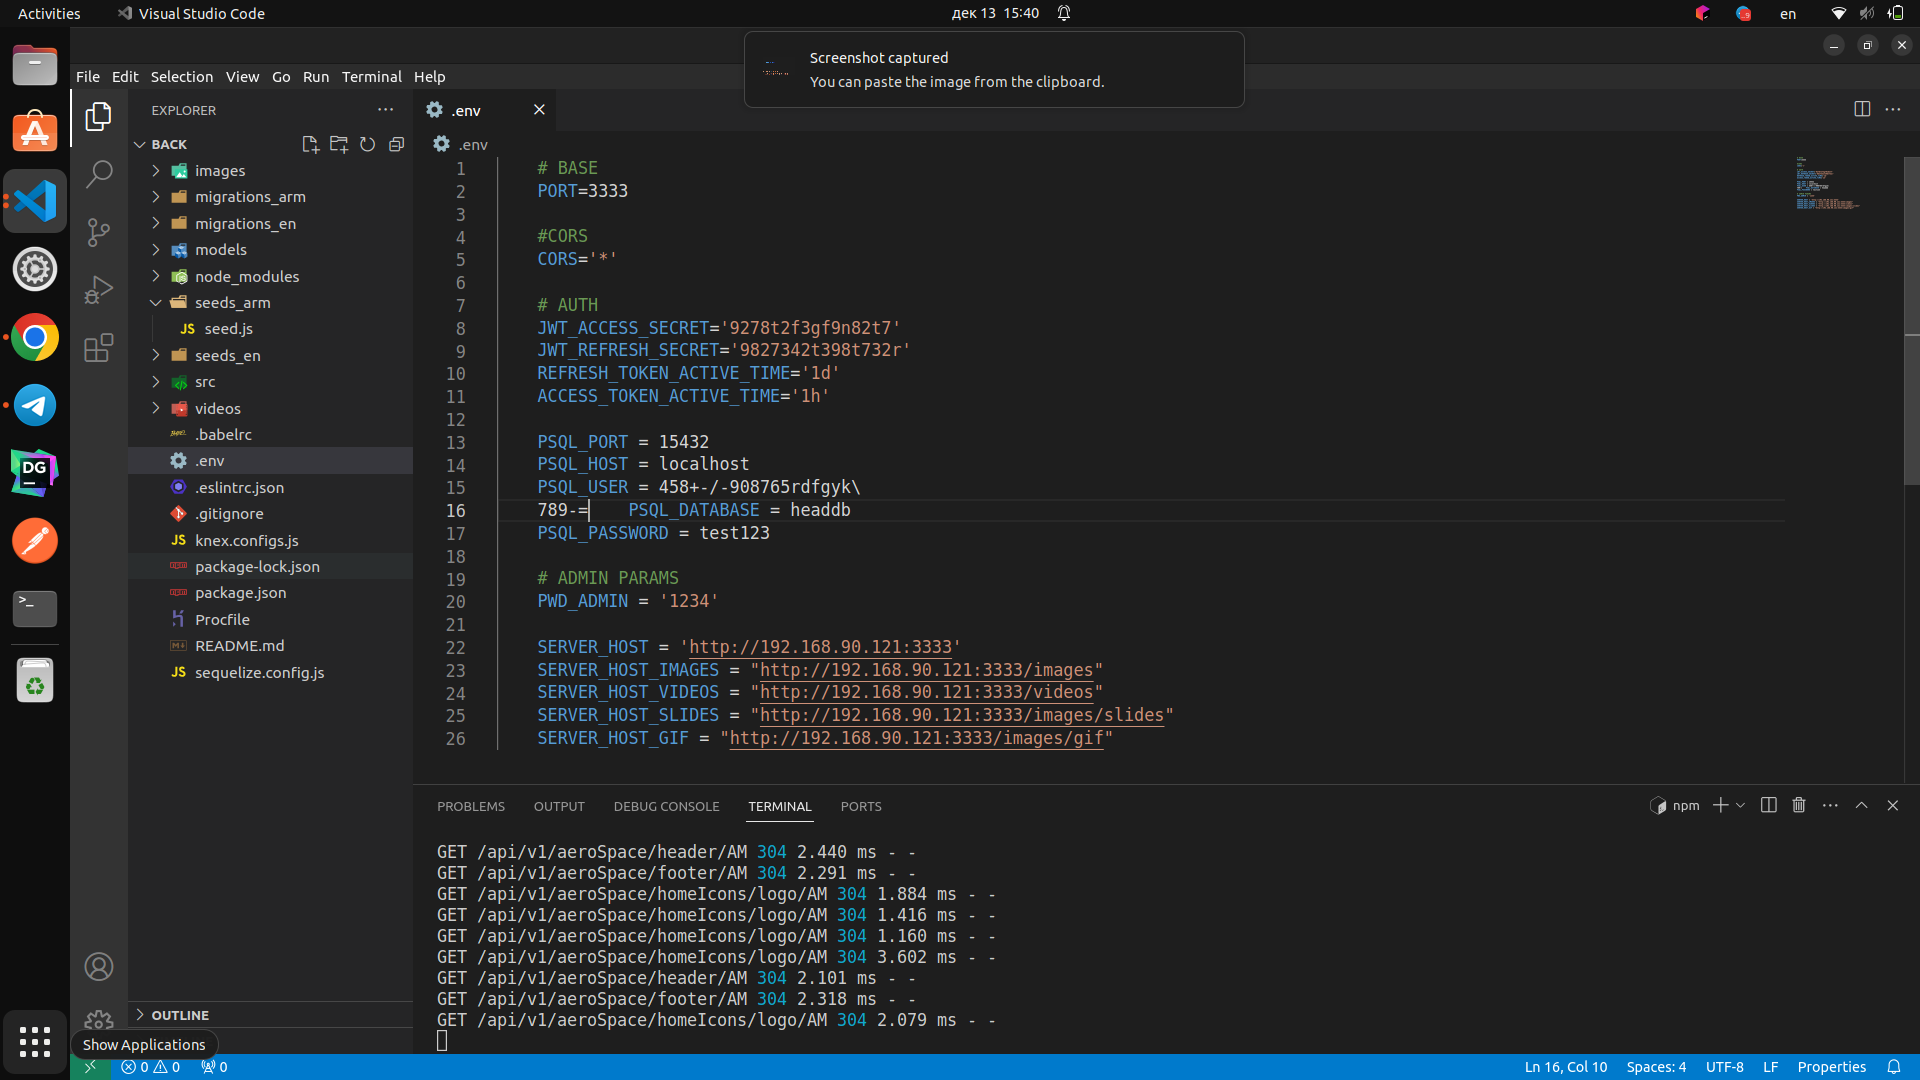 Activities
Visual Studio Code
дек 13 15:40
en
Screenshot captured
You can paste the image from the clipboard.
File Edit Selection View Go Run Terminal Help
EXPLORER
.env
BACK
.env
images
migrations_arm
migrations_en
models
node_modules
seeds_arm
JS seed.js
seeds_en
src
videos
.babelrc
.env
.eslintrc.json
.gitignore
JS knex.configs.js
package-lock.json
package.json
Procfile
README.md
JS sequelize.config.js
OUTLINE
Show Applications
1 # BASE
2 PORT=3333
3
4 #CORS
5 CORS='*'
6
7 # AUTH
8 JWT_ACCESS_SECRET='9278t2f3gf9n82t7'
9 JWT_REFRESH_SECRET='9827342t398t732r'
10 REFRESH_TOKEN_ACTIVE_TIME='1d'
11 ACCESS_TOKEN_ACTIVE_TIME='1h'
12
13 PSQL_PORT = 15432
14 PSQL_HOST = localhost
15 PSQL_USER = 458+-/-908765rdfgyk\
16 789-= PSQL_DATABASE = headdb
17 PSQL_PASSWORD = test123
18
19 # ADMIN PARAMS
20 PWD_ADMIN = '1234'
21
22 SERVER_HOST = 'http://192.168.90.121:3333'
23 SERVER_HOST_IMAGES = "http://192.168.90.121:3333/images"
24 SERVER_HOST_VIDEOS = "http://192.168.90.121:3333/videos"
25 SERVER_HOST_SLIDES = "http://192.168.90.121:3333/images/slides"
26 SERVER_HOST_GIF = "http://192.168.90.121:3333/images/gif"
PROBLEMS OUTPUT DEBUG CONSOLE TERMINAL PORTS
npm
GET /api/v1/aeroSpace/header/AM 304 2.440 ms - -
GET /api/v1/aeroSpace/footer/AM 304 2.291 ms - -
GET /api/v1/aeroSpace/homeIcons/logo/AM 304 1.884 ms - -
GET /api/v1/aeroSpace/homeIcons/logo/AM 304 1.416 ms - -
GET /api/v1/aeroSpace/homeIcons/logo/AM 304 1.160 ms - -
GET /api/v1/aeroSpace/homeIcons/logo/AM 304 3.602 ms - -
GET /api/v1/aeroSpace/header/AM 304 2.101 ms - -
GET /api/v1/aeroSpace/footer/AM 304 2.318 ms - -
GET /api/v1/aeroSpace/homeIcons/logo/AM 304 2.079 ms - -
0 0 0
Ln 16, Col 10 Spaces: 4 UTF-8 LF Properties
DG